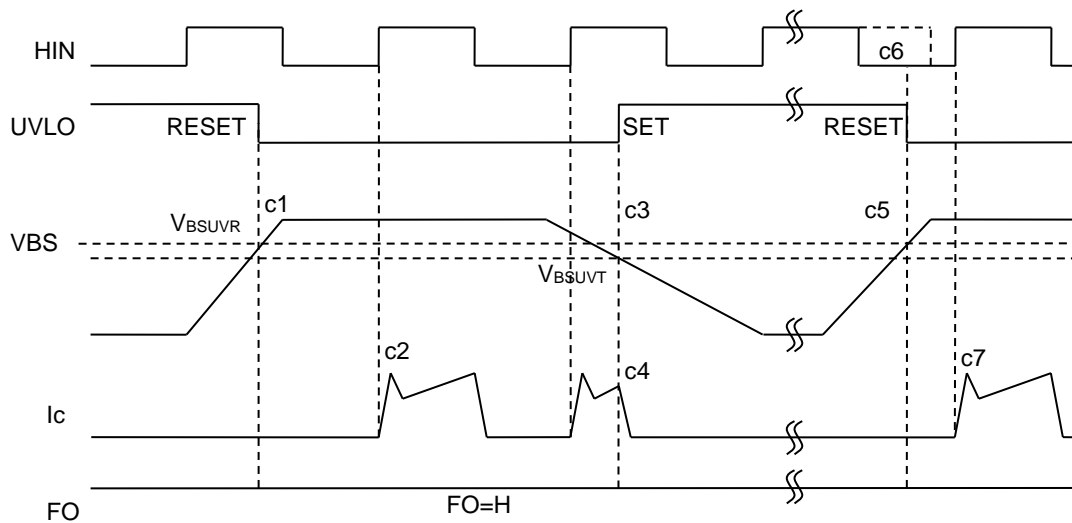 HIN
c6
UVLO
RESET
SET
RESET
c1
c3
c5
VBSUVR
VBS
VBSUVT
c2
c4
c7
Ic
FO
FO=H